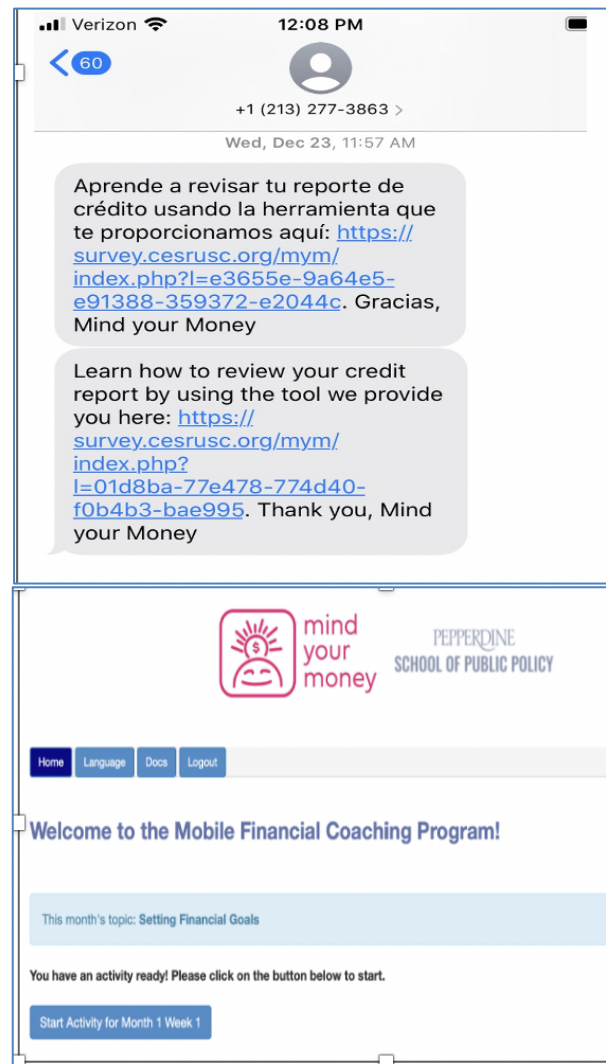 Verizon
12:08 PM
60
+1 (213) 277-3863 >
Wed, Dec 23, 11:57 AM
Aprende a revisar tu reporte de
crédito usando la herramienta que
te proporcionamos aquí: https://
survey.cesrusc.org/mym/
index.php?l=e3655e-9a64e5-
e91388-359372-e2044c. Gracias,
Mind your Money
Learn how to review your credit
report by using the tool we provide
you here: https://
survey.cesrusc.org/mym/
index.php?
l=01d8ba-77e478-774d40-
f0b4b3-bae995. Thank you, Mind
your Money
mind
your
money
PEPPERDINE
SCHOOL OF PUBLIC POLICY
Home Language Docs Logout
Welcome to the Mobile Financial Coaching Program!
This month's topic: Setting Financial Goals
You have an activity ready! Please click on the button below to start.
Start Activity for Month 1 Week 1